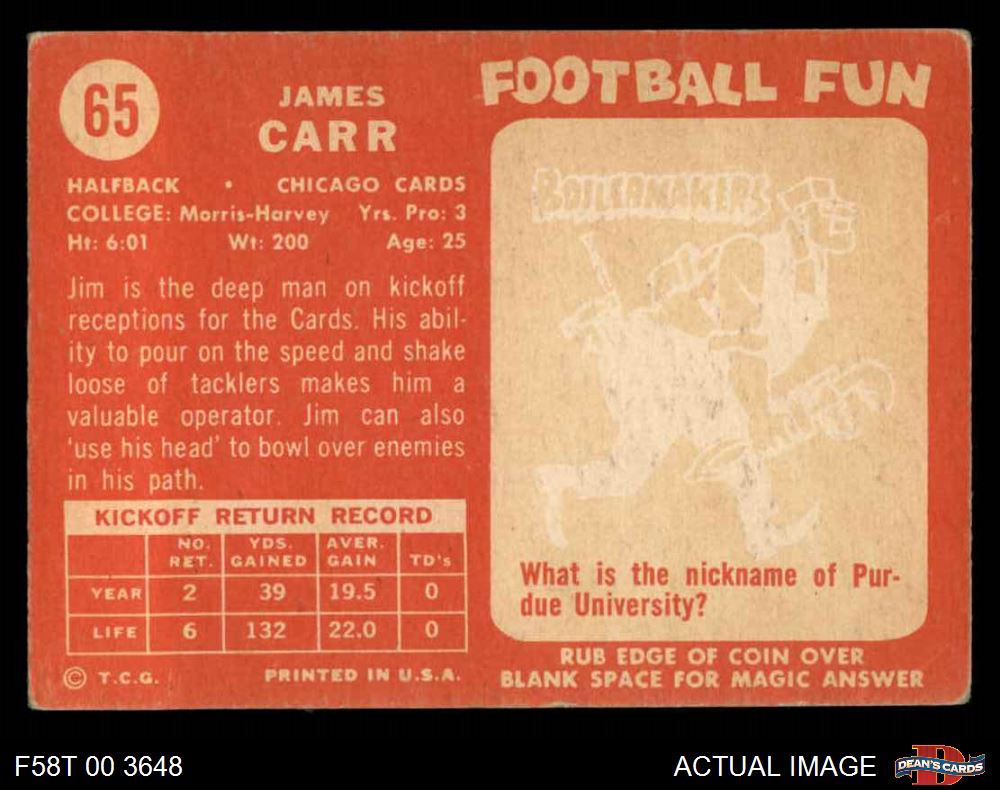 65
JAMES
CARR
HALFBACK • CHICAGO CARDS
COLLEGE: Morris-Harvey Yrs. Pro: 3
Ht: 6:01 Wt: 200 Age: 25
Jim is the deep man on kickoff
receptions for the Cards. His abil-
ity to pour on the speed and shake
loose of tacklers makes him a
valuable operator. Jim can also
'use his head' to bowl over enemies
in his path.
KICKOFF RETURN RECORD
NO. RET. YDS. GAINED AVER. GAIN TD's
YEAR 2 39 19.5 0
LIFE 6 132 22.0 0
© T.C.G. PRINTED IN U.S.A.
FOOTBALL FUN
BOILERMAKERS
What is the nickname of Pur-
due University?
RUB EDGE OF COIN OVER
BLANK SPACE FOR MAGIC ANSWER
F58T 00 3648
ACTUAL IMAGE
D
DEAN'S CARDS